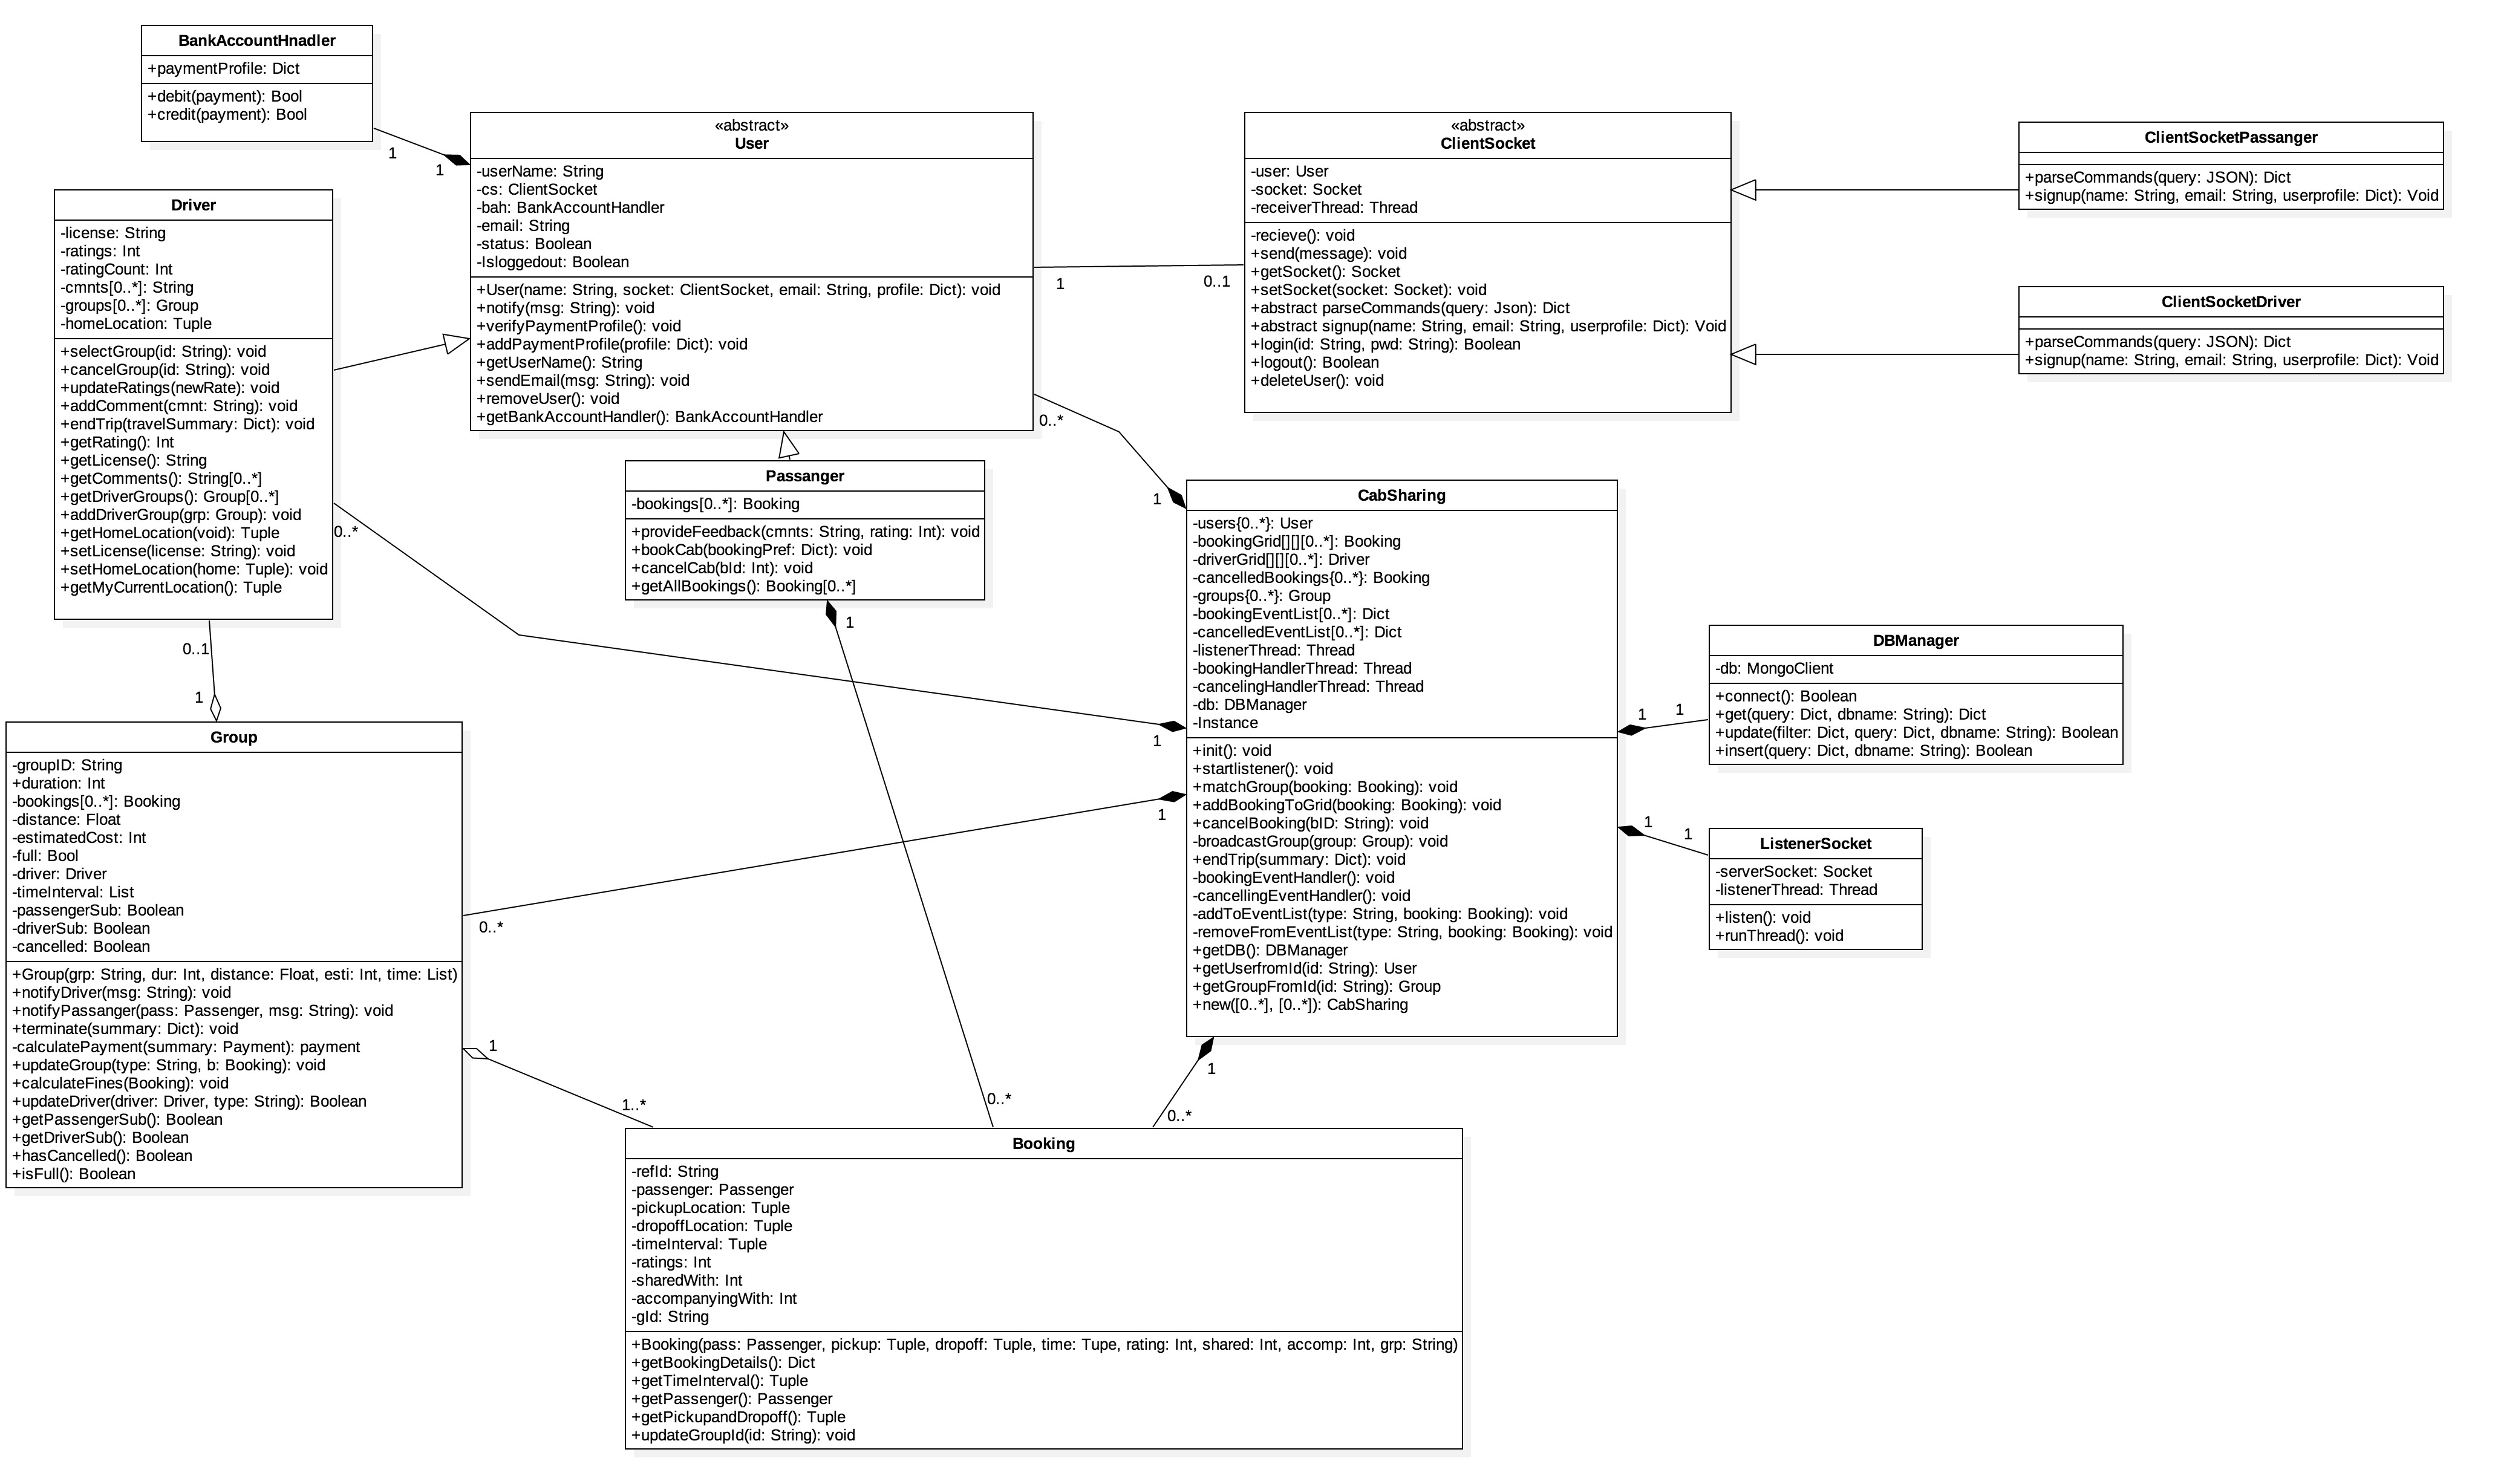 BankAccountHnadler
+paymentProfile: Dict
+debit(payment): Bool
+credit(payment): Bool
1
1
«abstract»
User
-userName: String
-cs: ClientSocket
-bah: BankAccountHandler
-email: String
-status: Boolean
-Isloggedout: Boolean
+User(name: String, socket: ClientSocket, email: String, profile: Dict): void
+notify(msg: String): void
+verifyPaymentProfile(): void
+addPaymentProfile(profile: Dict): void
+getUserName(): String
+sendEmail(msg: String): void
+removeUser(): void
+getBankAccountHandler(): BankAccountHandler
1
0..1
«abstract»
ClientSocket
-user: User
-socket: Socket
-receiverThread: Thread
-recieve(): void
+send(message): void
+getSocket(): Socket
+setSocket(socket: Socket): void
+abstract parseCommands(query: Json): Dict
+abstract signup(name: String, email: String, userprofile: Dict): Void
+login(id: String, pwd: String): Boolean
+logout(): Boolean
+deleteUser(): void
ClientSocketPassanger
+parseCommands(query: JSON): Dict
+signup(name: String, email: String, userprofile: Dict): Void
ClientSocketDriver
+parseCommands(query: JSON): Dict
+signup(name: String, email: String, userprofile: Dict): Void
Driver
-license: String
-ratings: Int
-ratingCount: Int
-cmnts[0..*]: String
-groups[0..*]: Group
-homeLocation: Tuple
+selectGroup(id: String): void
+cancelGroup(id: String): void
+updateRatings(newRate): void
+addComment(cmnt: String): void
+endTrip(travelSummary: Dict): void
+getRating(): Int
+getLicense(): String
+getComments(): String[0..*]
+getDriverGroups(): Group[0..*]
+addDriverGroup(grp: Group): void
+getHomeLocation(void): Tuple
+setLicense(license: String): void
+setHomeLocation(home: Tuple): void
+getMyCurrentLocation(): Tuple
0..*
0..1
1
Passanger
-bookings[0..*]: Booking
+provideFeedback(cmnts: String, rating: Int): void
+bookCab(bookingPref: Dict): void
+cancelCab(bId: Int): void
+getAllBookings(): Booking[0..*]
1
0..*
1
CabSharing
-users{0..*}: User
-bookingGrid[][][0..*]: Booking
-driverGrid[][][0..*]: Driver
-cancelledBookings{0..*}: Booking
-groups{0..*}: Group
-bookingEventList[0..*]: Dict
-cancelledEventList[0..*]: Dict
-listenerThread: Thread
-bookingHandlerThread: Thread
-cancelingHandlerThread: Thread
-db: DBManager
-Instance
+init(): void
+startlistener(): void
+matchGroup(booking: Booking): void
+addBookingToGrid(booking: Booking): void
+cancelBooking(bID: String): void
-broadcastGroup(group: Group): void
+endTrip(summary: Dict): void
-bookingEventHandler(): void
-cancellingEventHandler(): void
-addToEventList(type: String, booking: Booking): void
-removeFromEventList(type: String, booking: Booking): void
+getDB(): DBManager
+getUserfromId(id: String): User
+getGroupFromId(id: String): Group
+new([0..*], [0..*]): CabSharing
1
1
1
1
DBManager
-db: MongoClient
+connect(): Boolean
+get(query: Dict, dbname: String): Dict
+update(filter: Dict, query: Dict, dbname: String): Boolean
+insert(query: Dict, dbname: String): Boolean
1
1
ListenerSocket
-serverSocket: Socket
-listenerThread: Thread
+listen(): void
+runThread(): void
Group
-groupID: String
+duration: Int
-bookings[0..*]: Booking
-distance: Float
-estimatedCost: Int
-full: Bool
-driver: Driver
-timeInterval: List
-passengerSub: Boolean
-driverSub: Boolean
-cancelled: Boolean
+Group(grp: String, dur: Int, distance: Float, esti: Int, time: List)
+notifyDriver(msg: String): void
+notifyPassanger(pass: Passenger, msg: String): void
+terminate(summary: Dict): void
-calculatePayment(summary: Payment): payment
+updateGroup(type: String, b: Booking): void
+calculateFines(Booking): void
+updateDriver(driver: Driver, type: String): Boolean
+getPassengerSub(): Boolean
+getDriverSub(): Boolean
+hasCancelled(): Boolean
+isFull(): Boolean
0..*
1
1..*
0..*
1
0..*
Booking
-refId: String
-passenger: Passenger
-pickupLocation: Tuple
-dropoffLocation: Tuple
-timeInterval: Tuple
-ratings: Int
-sharedWith: Int
-accompanyingWith: Int
-gId: String
+Booking(pass: Passenger, pickup: Tuple, dropoff: Tuple, time: Tupe, rating: Int, shared: Int, accomp: Int, grp: String)
+getBookingDetails(): Dict
+getTimeInterval(): Tuple
+getPassenger(): Passenger
+getPickupandDropoff(): Tuple
+updateGroupId(id: String): void